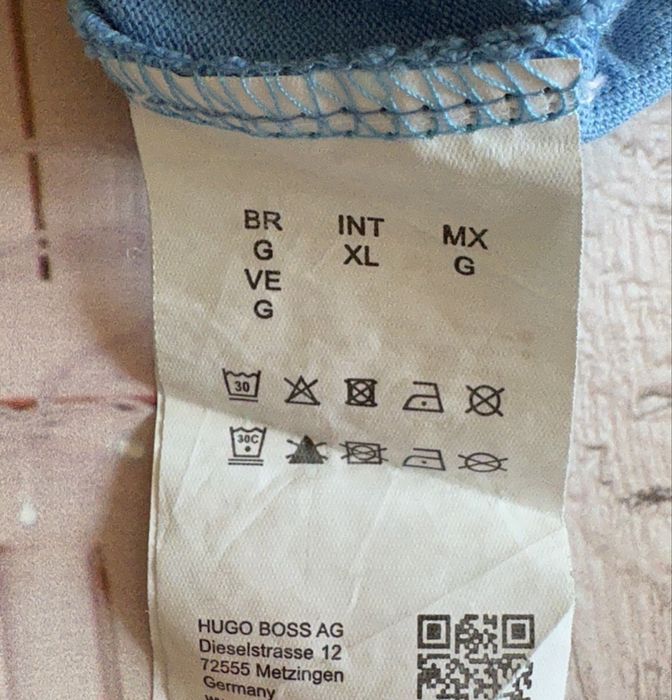 BR INT MX
G XL G
VE
G
30
30C
HUGO BOSS AG
Dieselstrasse 12
72555 Metzingen
Germany